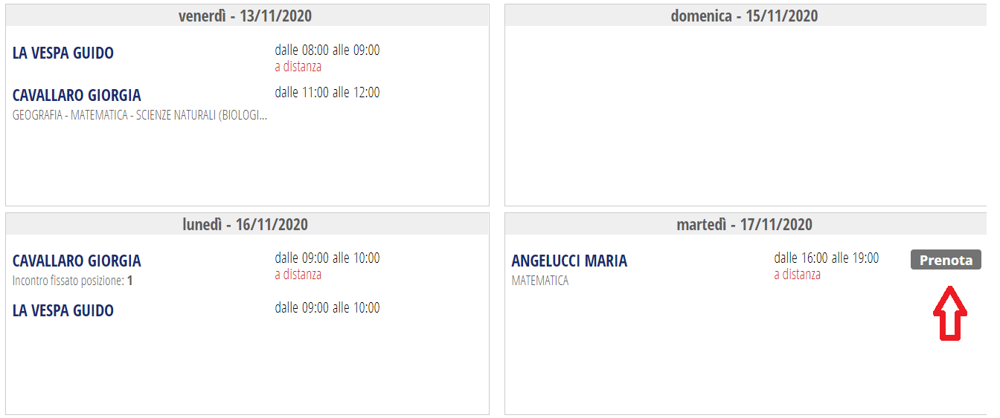 venerdì - 13/11/2020
LA VESPA GUIDO
dalle 08:00 alle 09:00
a distanza
CAVALLARO GIORGIA
dalle 11:00 alle 12:00
GEOGRAFIA - MATEMATICA - SCIENZE NATURALI (BIOLOGI...
domenica - 15/11/2020
lunedì - 16/11/2020
CAVALLARO GIORGIA
dalle 09:00 alle 10:00
a distanza
Incontro fissato posizione: 1
LA VESPA GUIDO
dalle 09:00 alle 10:00
martedì - 17/11/2020
ANGELUCCI MARIA
dalle 16:00 alle 19:00
a distanza
Prenota
MATEMATICA